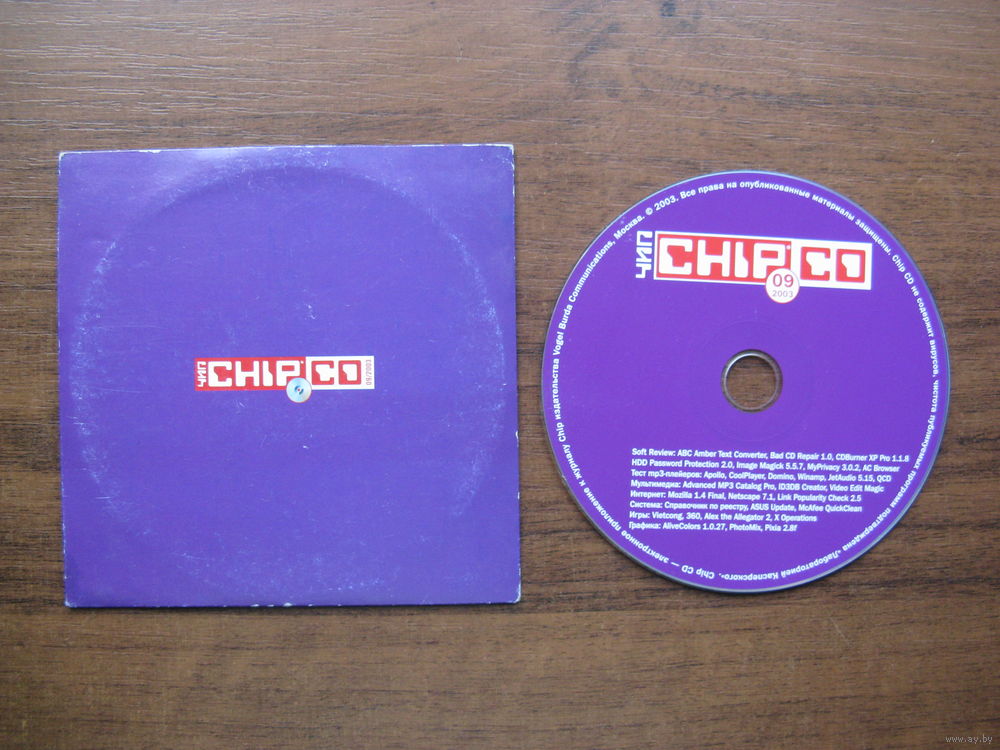 ЧИП CHIP CD 09/2003
ЧИП CHIP CD
09
2003
Chip CD — электронное приложение к журналу Chip издательства Vogel Burda Communications, Москва. © 2003. Все права на опубликованные материалы защищены. Chip CD не содержит вирусов, чистота публикуемых программ подтверждена «Лабораторией Касперского».
Soft Review: ABC Amber Text Converter, Bad CD Repair 1.0, CDBurner XP Pro 1.1.8
HDD Password Protection 2.0, Image Magick 5.5.7, MyPrivacy 3.0.2, AC Browser
Тест mp3-плейеров: Apollo, CoolPlayer, Domino, Winamp, JetAudio 5.15, QCD
Мультимедиа: Advanced MP3 Catalog Pro, ID3DB Creator, Video Edit Magic
Интернет: Mozilla 1.4 Final, Netscape 7.1, Link Popularity Check 2.5
Система: Справочник по реестру, ASUS Update, McAfee QuickClean
Игры: Vietcong, 360, Alex the Allegator 2, X Operations
Графика: AliveColors 1.0.27, PhotoMix, Pixia 2.8f
www.ay.by